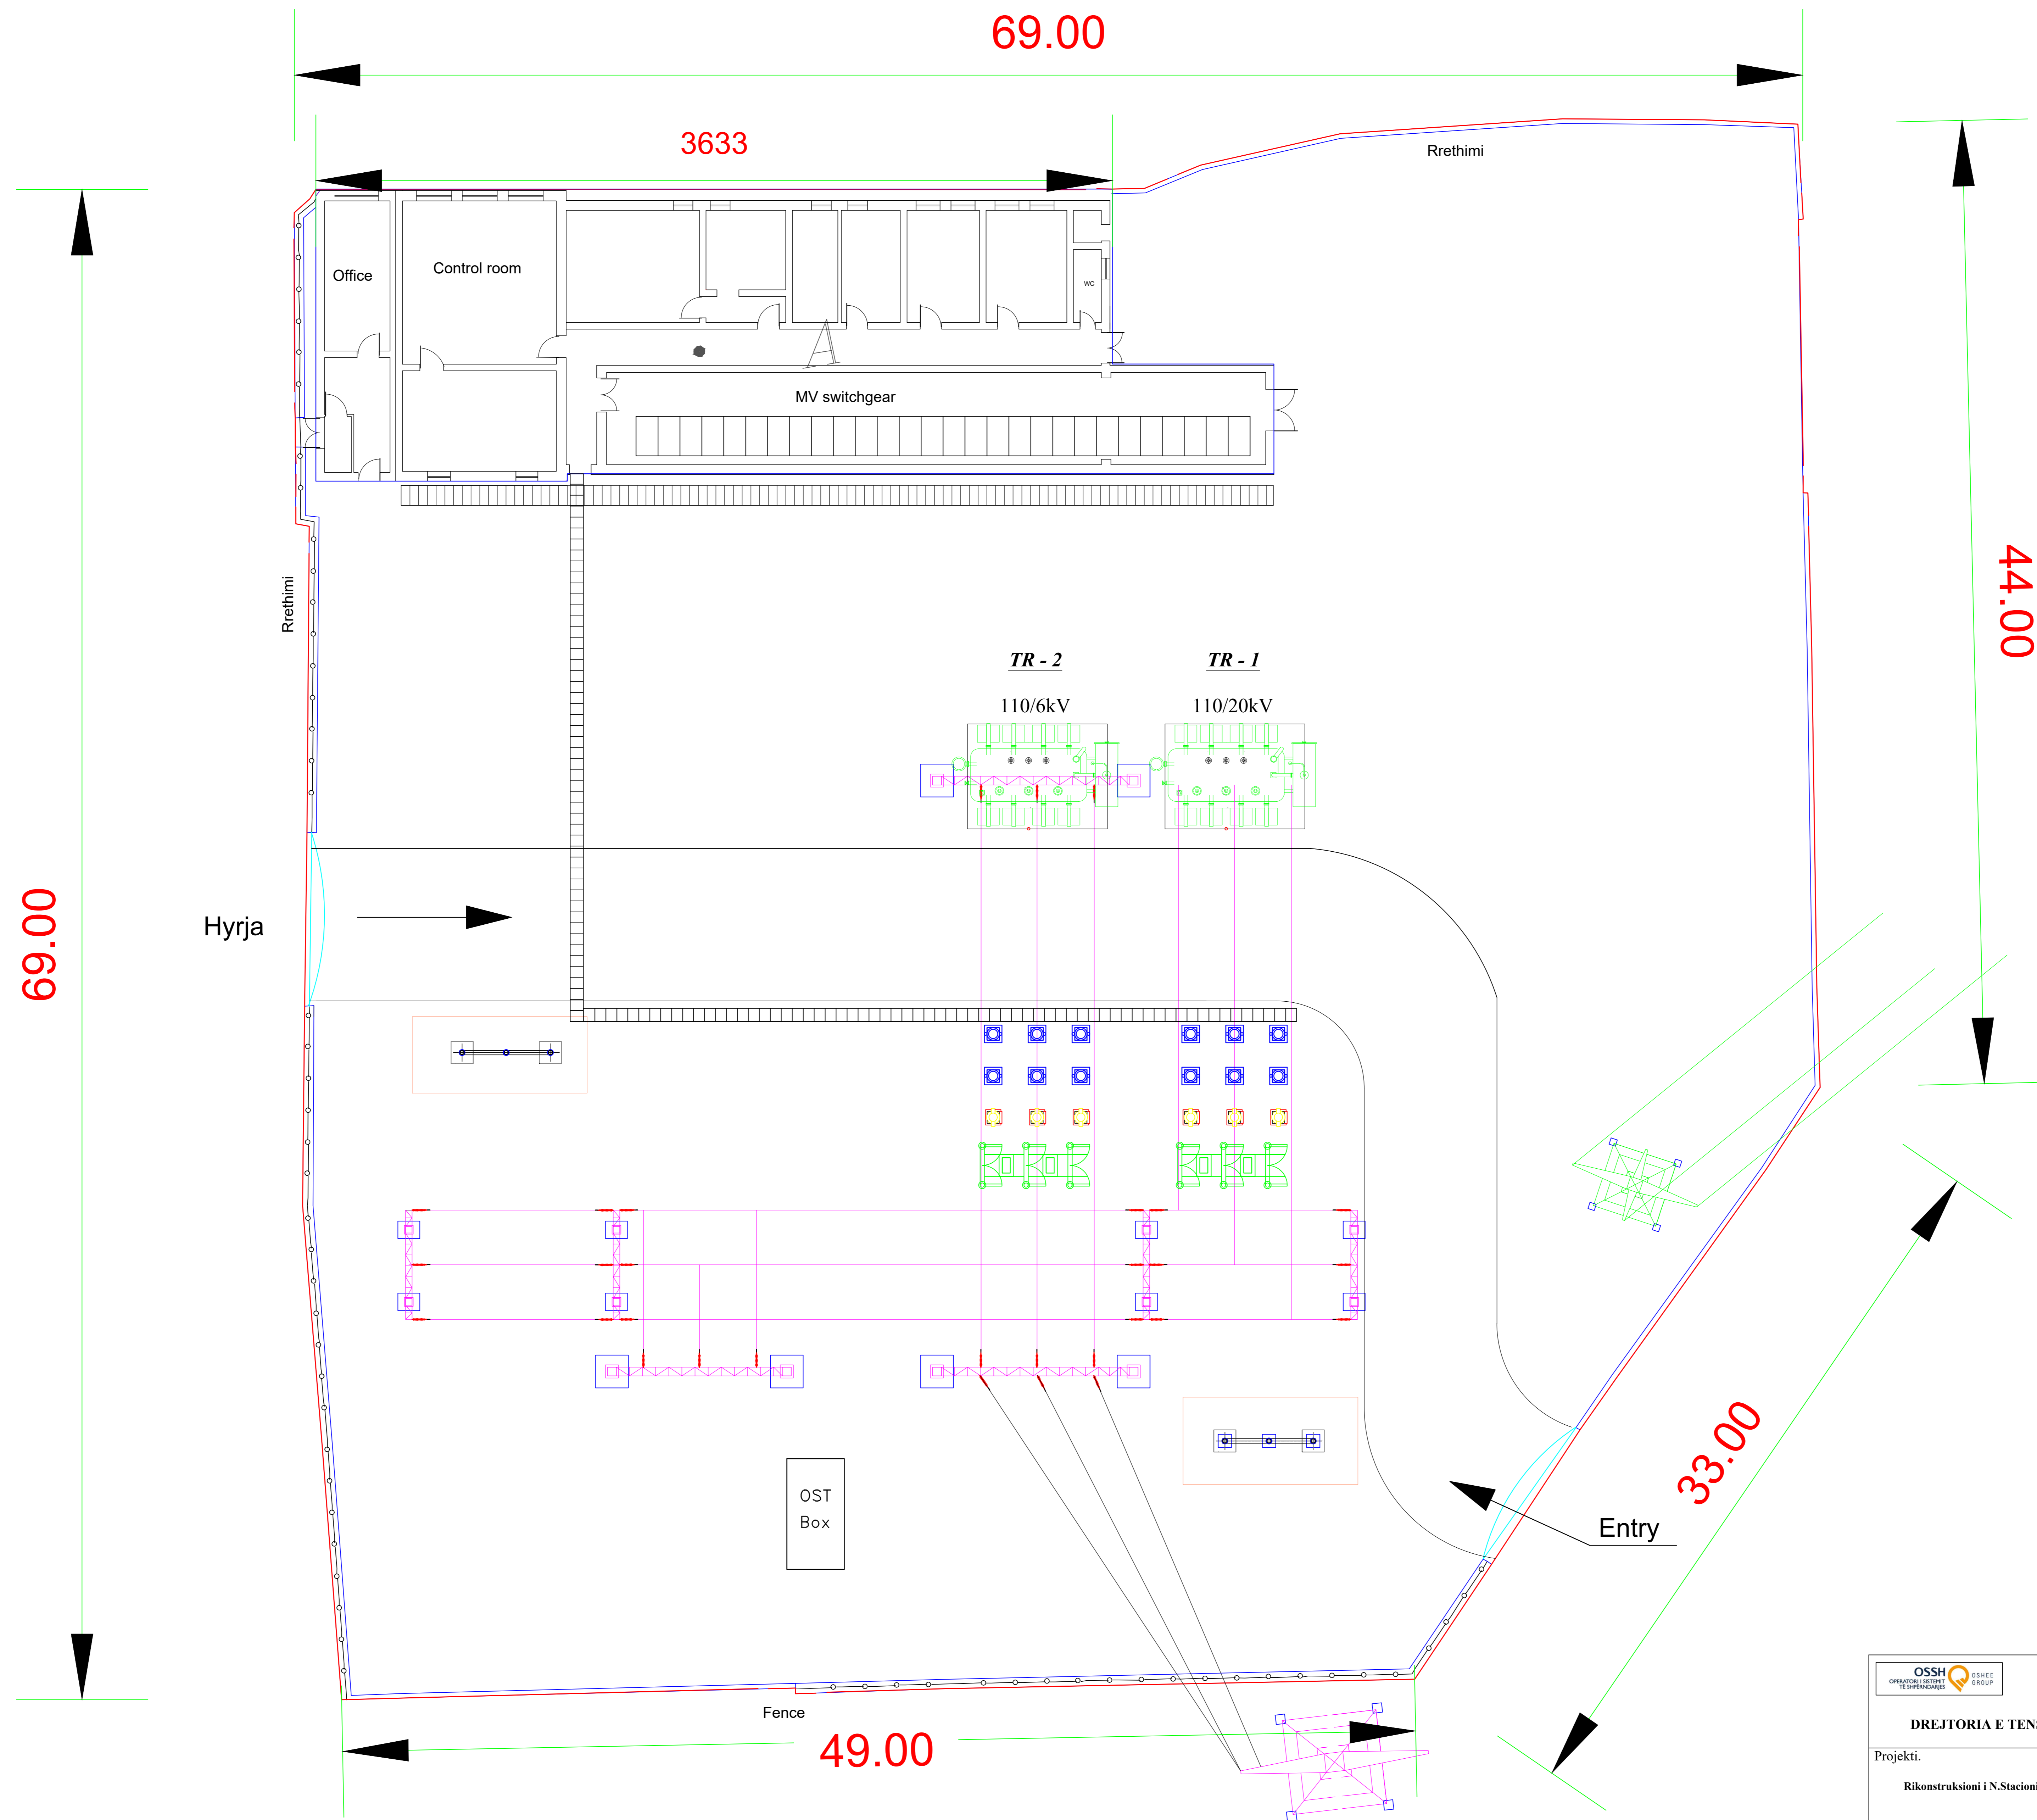 69.00
3633
Rrethimi
Office
Control room
WC
A
MV switchgear
Rrethimi
44.00
TR - 2
TR - 1
110/6kV
110/20kV
69.00
Hyrja
33.00
OST
Box
Entry
Fence
49.00
OSSH
OPERATORI I SISTEMIT
TË SHPËRNDARJES
OSHEE
GROUP
DREJTORIA E TEN
Projekti.
Rikonstruksioni i N.Stacioni